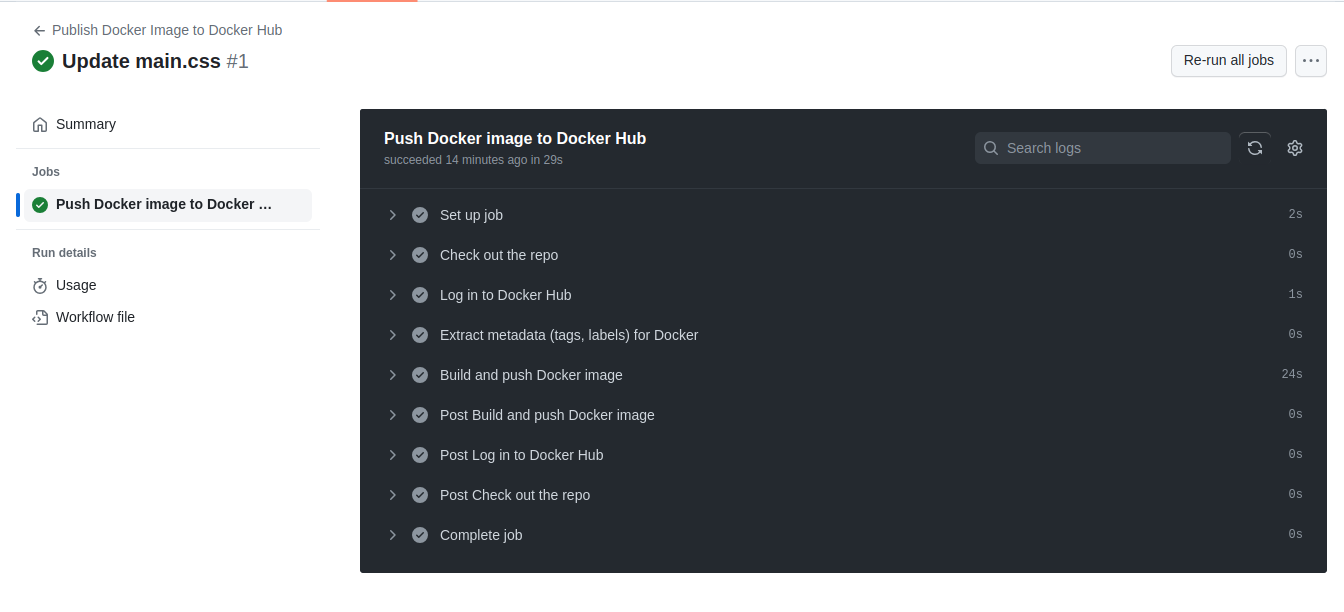 Publish Docker Image to Docker Hub
Update main.css #1
Re-run all jobs
Summary
Jobs
Push Docker image to Docker ...
Run details
Usage
Workflow file
Push Docker image to Docker Hub
succeeded 14 minutes ago in 29s
Search logs
Set up job 2s
Check out the repo 0s
Log in to Docker Hub 1s
Extract metadata (tags, labels) for Docker 0s
Build and push Docker image 24s
Post Build and push Docker image 0s
Post Log in to Docker Hub 0s
Post Check out the repo 0s
Complete job 0s